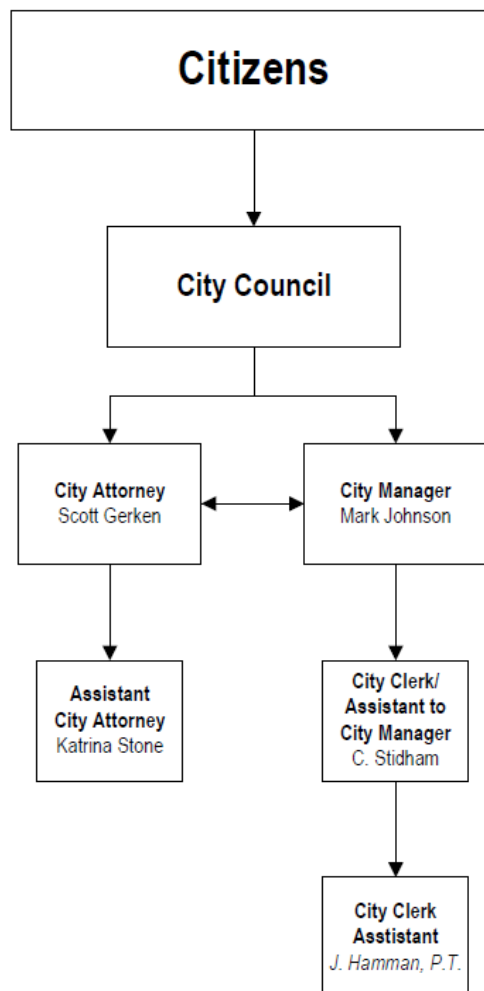 Citizens
City Council
City Attorney
Scott Gerken
City Manager
Mark Johnson
Assistant
City Attorney
Katrina Stone
City Clerk/
Assistant to
City Manager
C. Stidham
City Clerk
Asstistant
J. Hamman, P.T.